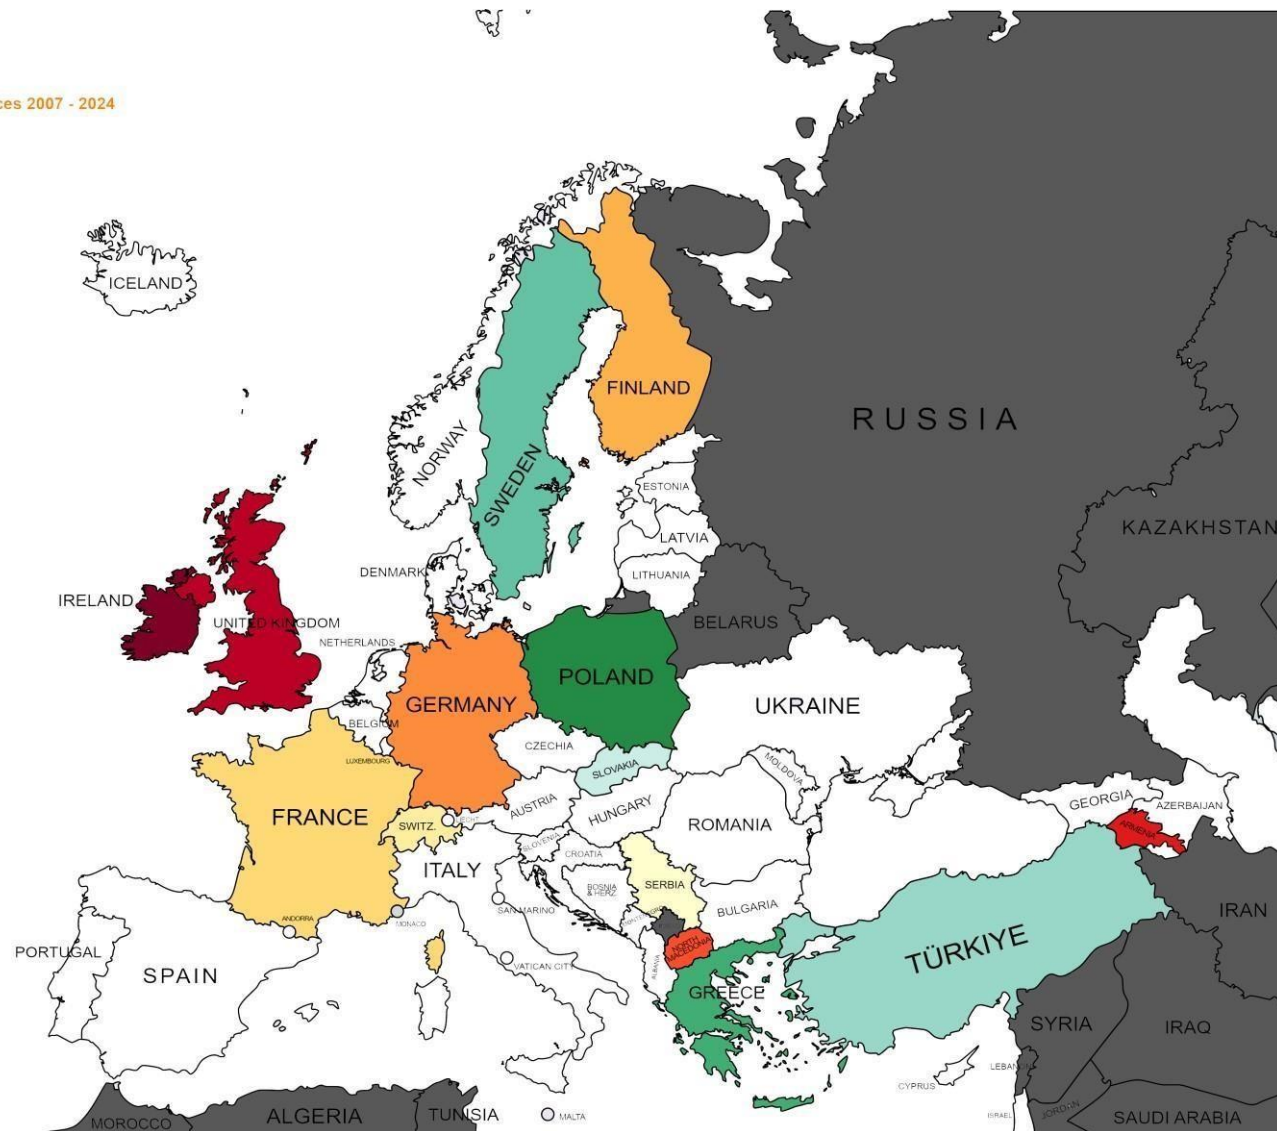 ces 2007 - 2024
ICELAND
FINLAND
RUSSIA
NORWAY
SWEDEN
ESTONIA
KAZAKHSTAN
LATVIA
DENMARK
LITHUANIA
IRELAND
UNITED KINGDOM
BELARUS
NETHERLANDS
POLAND
GERMANY
UKRAINE
BELGIUM
CZECHIA
LUXEMBOURG
SLOVAKIA
MOLDOVA
FRANCE
SWITZ.
LIECHT.
AUSTRIA
HUNGARY
ROMANIA
GEORGIA
AZERBAIJAN
ARMENIA
SLOVENIA
CROATIA
ITALY
BOSNIA
& HERZ.
SERBIA
SAN MARINO
MONTENEGRO
BULGARIA
ANDORRA
MONACO
IRAN
PORTUGAL
SPAIN
VATICAN CITY
ALBANIA
NORTH
MACEDONIA
TÜRKIYE
GREECE
SYRIA
IRAQ
CYPRUS
LEBANON
MOROCCO
ALGERIA
TUNISIA
MALTA
ISRAEL
JORDAN
SAUDI ARABIA